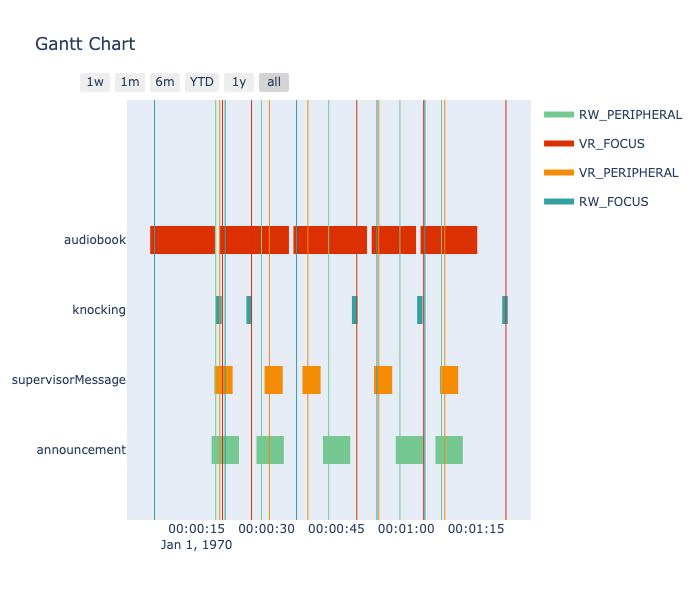 Gantt Chart
1w 1m 6m YTD 1y all
RW_PERIPHERAL
VR_FOCUS
VR_PERIPHERAL
RW_FOCUS
audiobook
knocking
supervisorMessage
announcement
00:00:15 00:00:30 00:00:45 00:01:00 00:01:15
Jan 1, 1970